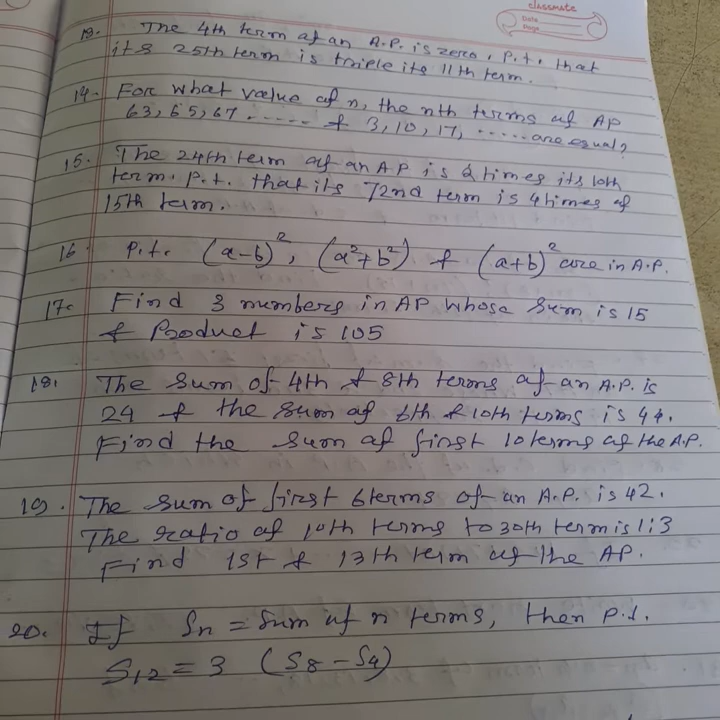 classmate
Date
Page
13. The 4th term of an A.P. is zero, p.t. that
its 25th term is triple its 11th term.
14. For what value of n, the nth terms of AP
63, 65, 67 ...... & 3, 10, 17, ...... are equal?
15. The 24th term of an AP is 2 times its 10th
term, p.t. that its 72nd term is 4 times of
15th term.
16. p.t. (a-b)², (a²+b²) & (a+b)² are in A.P.
17. Find 3 numbers in AP whose sum is 15
& Product is 105
18. The sum of 4th & 8th terms of an A.P. is
24 & the sum of 6th & 10th terms is 44.
Find the sum of first 10 terms of the A.P.
19. The sum of first 6 terms of an A.P. is 42.
The ratio of 10th terms to 30th term is 1:3
Find 1st & 13th term of the AP.
20. If Sn = Sum of n terms, then p.t.
S12 = 3 (S8 - S4)